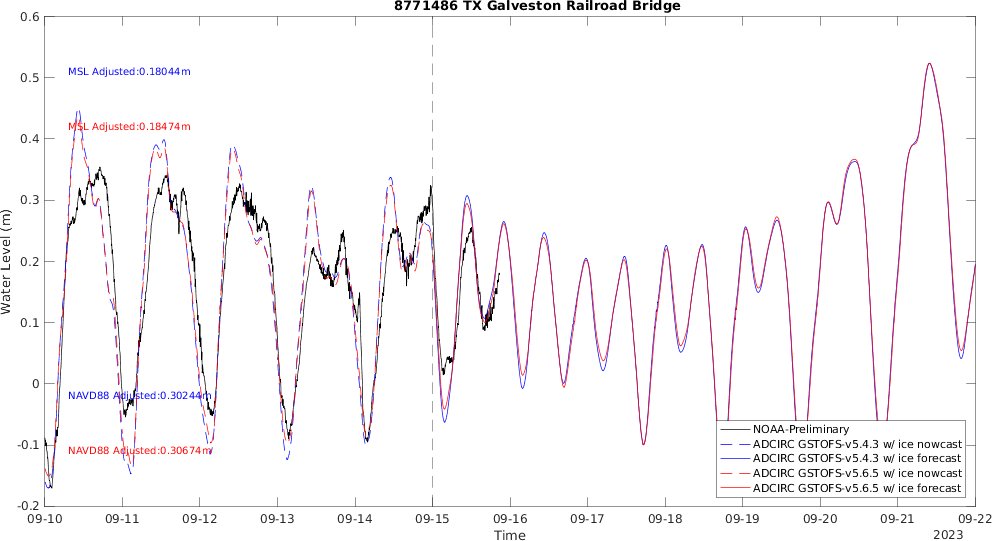 8771486 TX Galveston Railroad Bridge
0.6
0.5
0.4
0.3
0.2
0.1
0
-0.1
-0.2
Water Level (m)
MSL Adjusted:0.18044m
MSL Adjusted:0.18474m
NAVD88 Adjusted:0.30244m
NAVD88 Adjusted:0.30674m
NOAA-Preliminary
ADCIRC GSTOFS-v5.4.3 w/ ice nowcast
ADCIRC GSTOFS-v5.4.3 w/ ice forecast
ADCIRC GSTOFS-v5.6.5 w/ ice nowcast
ADCIRC GSTOFS-v5.6.5 w/ ice forecast
09-10 09-11 09-12 09-13 09-14 09-15 09-16 09-17 09-18 09-19 09-20 09-21 09-22
Time
2023